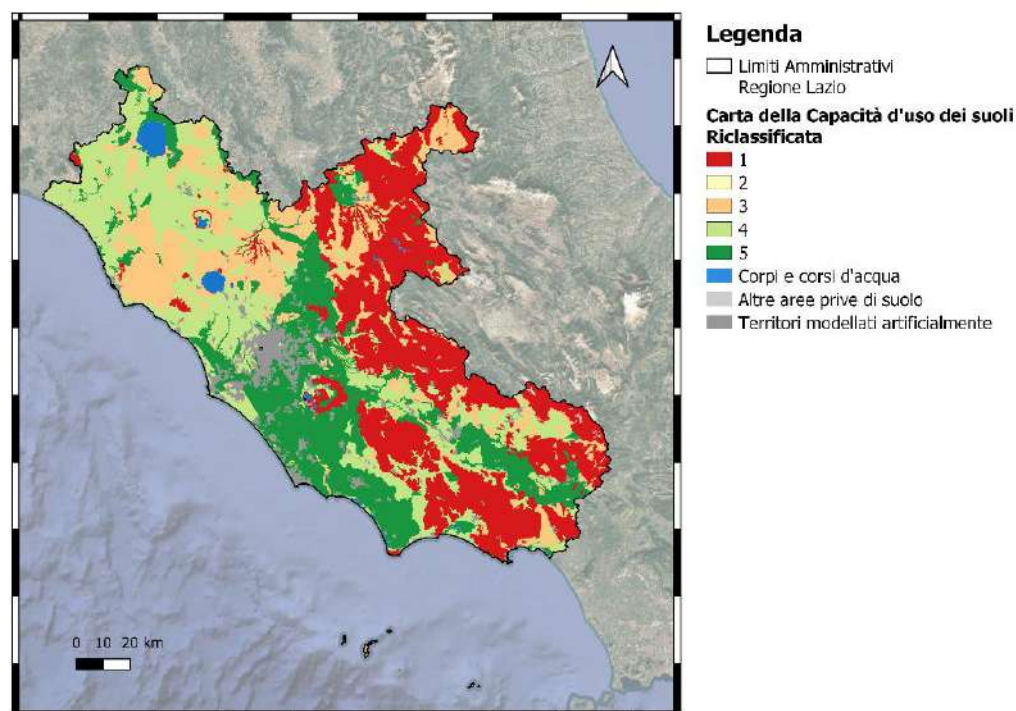 Legenda
Limiti Amministrativi
Regione Lazio
Carta della Capacità d'uso dei suoli
Riclassificata
1
2
3
4
5
Corpi e corsi d'acqua
Altre aree prive di suolo
Territori modellati artificialmente
0 10 20 km